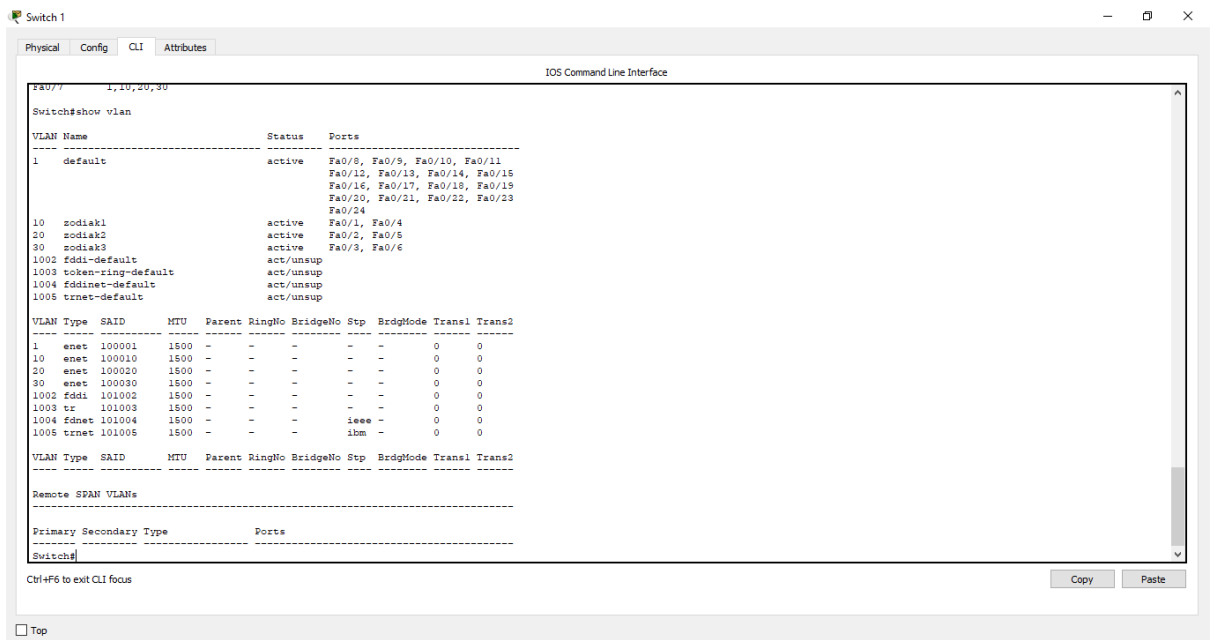 Switch 1
Physical Config CLI Attributes
IOS Command Line Interface
Fa0/7 1,10,20,30
Switch#show vlan
VLAN Name Status Ports
---- -------------------------------- --------- -------------------------------
1 default active Fa0/8, Fa0/9, Fa0/10, Fa0/11
Fa0/12, Fa0/13, Fa0/14, Fa0/15
Fa0/16, Fa0/17, Fa0/18, Fa0/19
Fa0/20, Fa0/21, Fa0/22, Fa0/23
Fa0/24
10 zodiak1 active Fa0/1, Fa0/4
20 zodiak2 active Fa0/2, Fa0/5
30 zodiak3 active Fa0/3, Fa0/6
1002 fddi-default act/unsup
1003 token-ring-default act/unsup
1004 fddinet-default act/unsup
1005 trnet-default act/unsup
VLAN Type SAID MTU Parent RingNo BridgeNo Stp BrdgMode Trans1 Trans2
---- ----- ---------- ----- ------ ------ -------- ---- -------- ------ ------
1 enet 100001 1500 - - - - - 0 0
10 enet 100010 1500 - - - - - 0 0
20 enet 100020 1500 - - - - - 0 0
30 enet 100030 1500 - - - - - 0 0
1002 fddi 101002 1500 - - - - - 0 0
1003 tr 101003 1500 - - - - - 0 0
1004 fdnet 101004 1500 - - - ieee - 0 0
1005 trnet 101005 1500 - - - ibm - 0 0
VLAN Type SAID MTU Parent RingNo BridgeNo Stp BrdgMode Trans1 Trans2
---- ----- ---------- ----- ------ ------ -------- ---- -------- ------ ------
Remote SPAN VLANs
------------------------------------------------------------------------------
Primary Secondary Type Ports
------- --------- ----------------- ------------------------------------------
Switch#
Ctrl+F6 to exit CLI focus
Copy Paste
Top